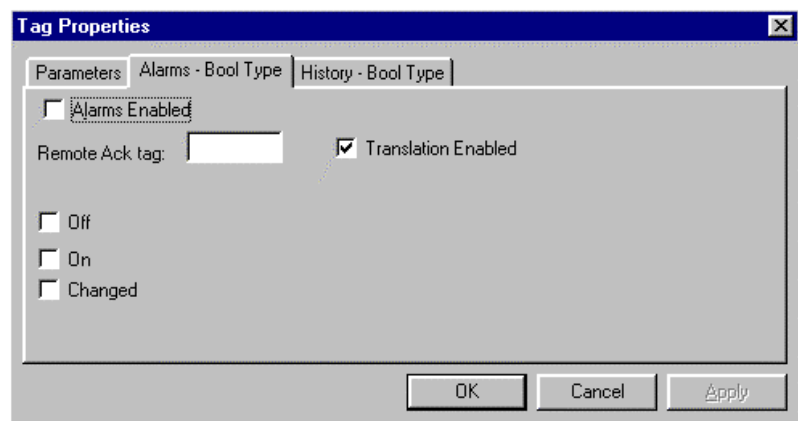 Tag Properties
Parameters Alarms - Bool Type History - Bool Type
Alarms Enabled
Remote Ack tag: Translation Enabled
Off
On
Changed
OK Cancel Apply